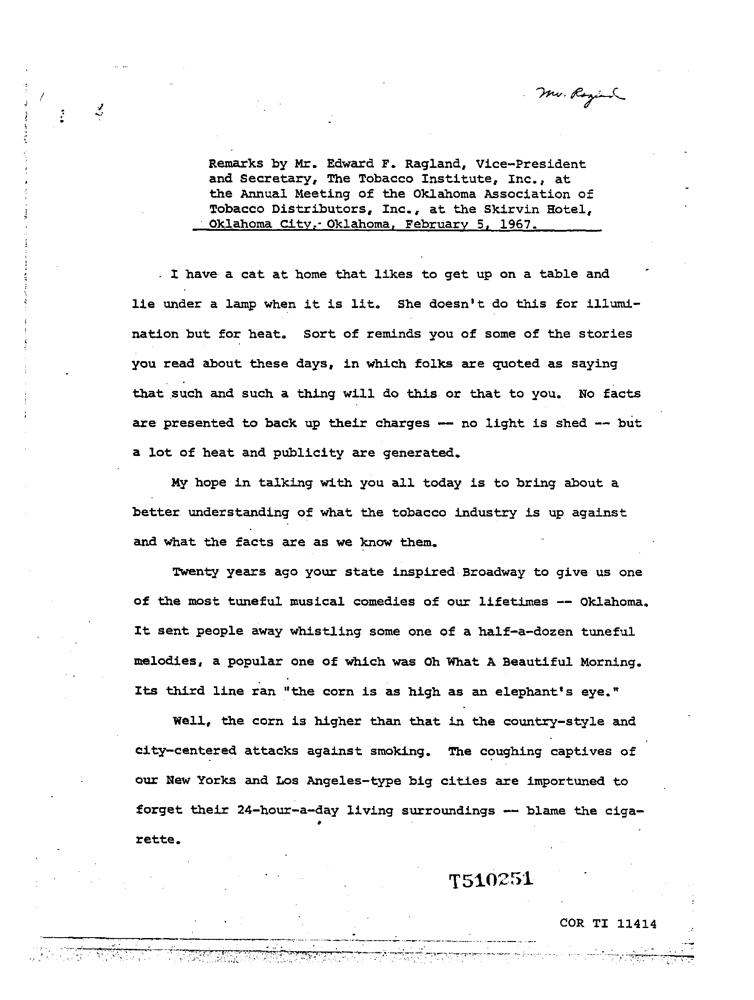 Mr. Ragland
Remarks by Mr. Edward F. Ragland, Vice-President
and Secretary, The Tobacco Institute, Inc., at
the Annual Meeting of the Oklahoma Association of
Tobacco Distributors, Inc., at the Skirvin Hotel,
Oklahoma City, Oklahoma, February 5, 1967.
I have a cat at home that likes to get up on a table and
lie under a lamp when it is lit. She doesn't do this for illumi-
nation but for heat. Sort of reminds you of some of the stories
you read about these days, in which folks are quoted as saying
that such and such a thing will do this or that to you. No facts
are presented to back up their charges -- no light is shed -- but
a lot of heat and publicity are generated.
My hope in talking with you all today is to bring about a
better understanding of what the tobacco industry is up against
and what the facts are as we know them.
Twenty years ago your state inspired Broadway to give us one
of the most tuneful musical comedies of our lifetimes -- Oklahoma.
It sent people away whistling some one of a half-a-dozen tuneful
melodies, a popular one of which was Oh What A Beautiful Morning.
Its third line ran "the corn is as high as an elephant's eye."
Well, the corn is higher than that in the country-style and
city-centered attacks against smoking. The coughing captives of
our New Yorks and Los Angeles-type big cities are importuned to
forget their 24-hour-a-day living surroundings -- blame the ciga-
rette.
T510251
COR TI 11414